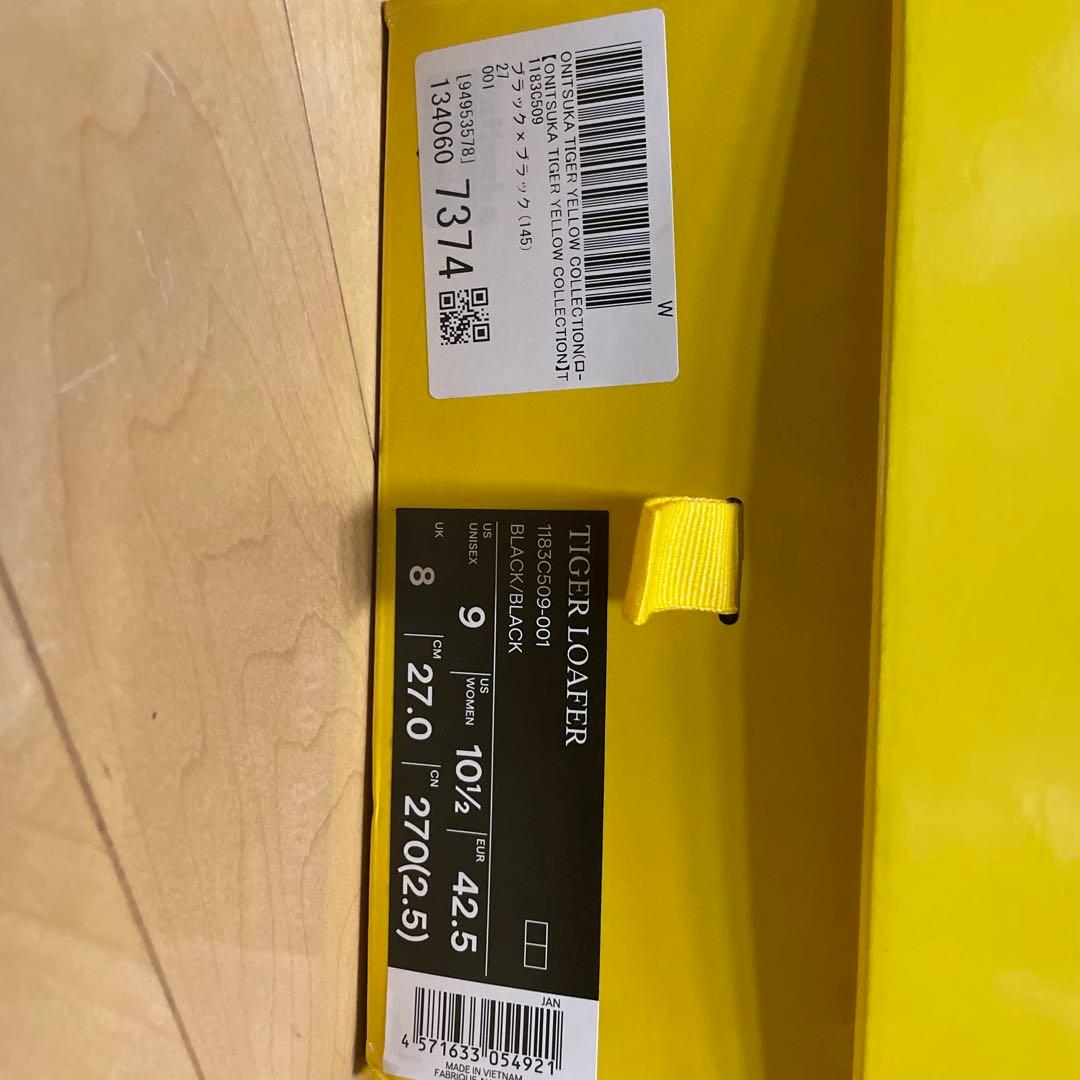 W
ONITSUKA TIGER YELLOW COLLECTION(ロー
【ONITSUKA TIGER YELLOW COLLECTION】T
1183C509
ブラック×ブラック(145)
27
001
[94953578]
134060 7374
TIGER LOAFER
1183C509-001
BLACK/BLACK
US UNISEX 9 US WOMEN 10½ EUR 42.5
UK 8 CM 27.0 CN 270(2.5)
JAN
4 571633 054921
MADE IN VIETNAM